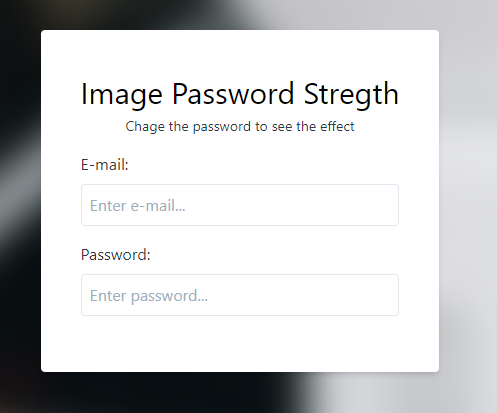 Image Password Stregth
Chage the password to see the effect
E-mail:
Enter e-mail...
Password:
Enter password...